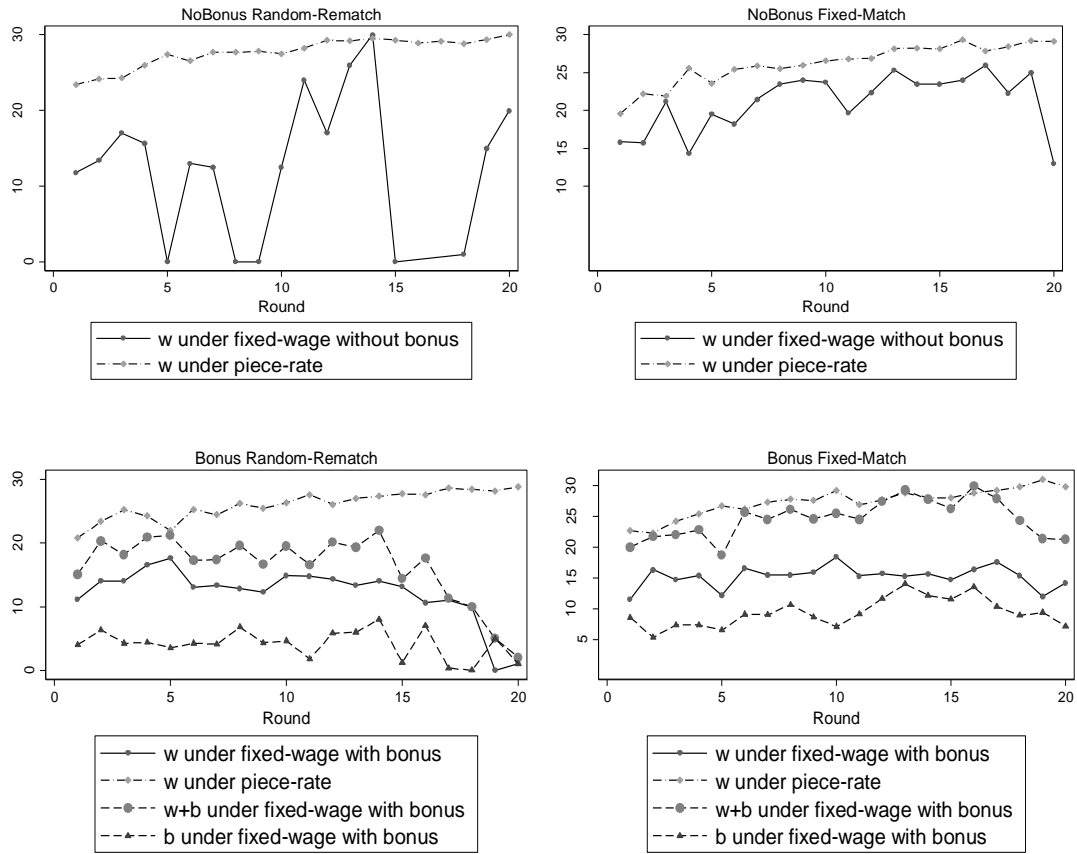 NoBonus Random-Rematch
30
20
10
0
0 5 10 15 20
Round
w under fixed-wage without bonus
w under piece-rate
NoBonus Fixed-Match
30
25
20
15
10
0 5 10 15 20
Round
w under fixed-wage without bonus
w under piece-rate
Bonus Random-Rematch
30
20
10
0
0 5 10 15 20
Round
w under fixed-wage with bonus
w under piece-rate
w+b under fixed-wage with bonus
b under fixed-wage with bonus
Bonus Fixed-Match
30
25
20
15
10
5
0 5 10 15 20
Round
w under fixed-wage with bonus
w under piece-rate
w+b under fixed-wage with bonus
b under fixed-wage with bonus